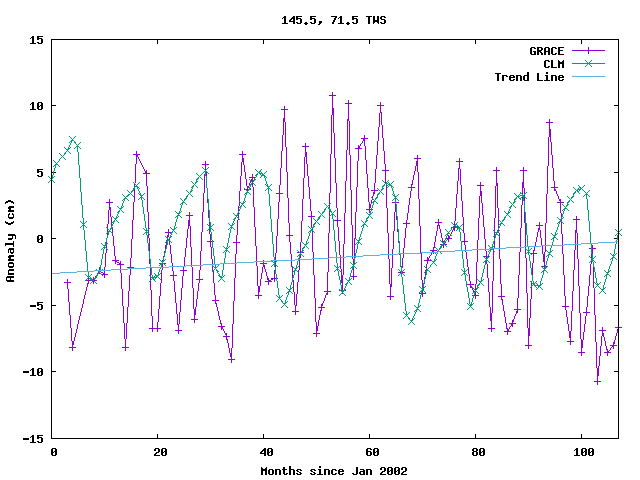 145.5, 71.5 TWS
GRACE
CLM
Trend Line
15
10
5
0
-5
-10
-15
Anomaly (cm)
0 20 40 60 80 100
Months since Jan 2002